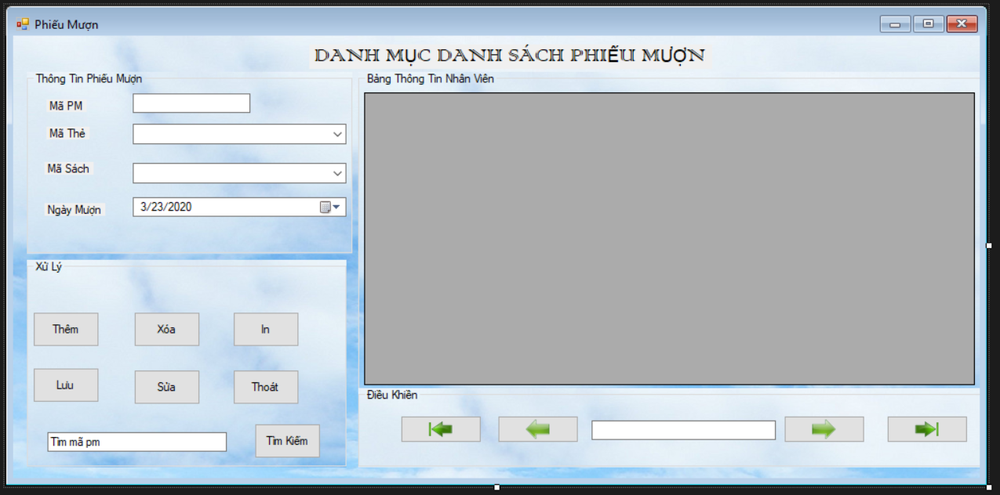 Phiếu Mượn
DANH MỤC DANH SÁCH PHIẾU MƯỢN
Thông Tin Phiếu Mượn
Mã PM
Mã Thẻ
Mã Sách
Ngày Mượn
3/23/2020
Xử Lý
Thêm
Xóa
In
Lưu
Sửa
Thoát
Tìm mã pm
Tìm Kiếm
Bảng Thông Tin Nhân Viên
Điều Khiền